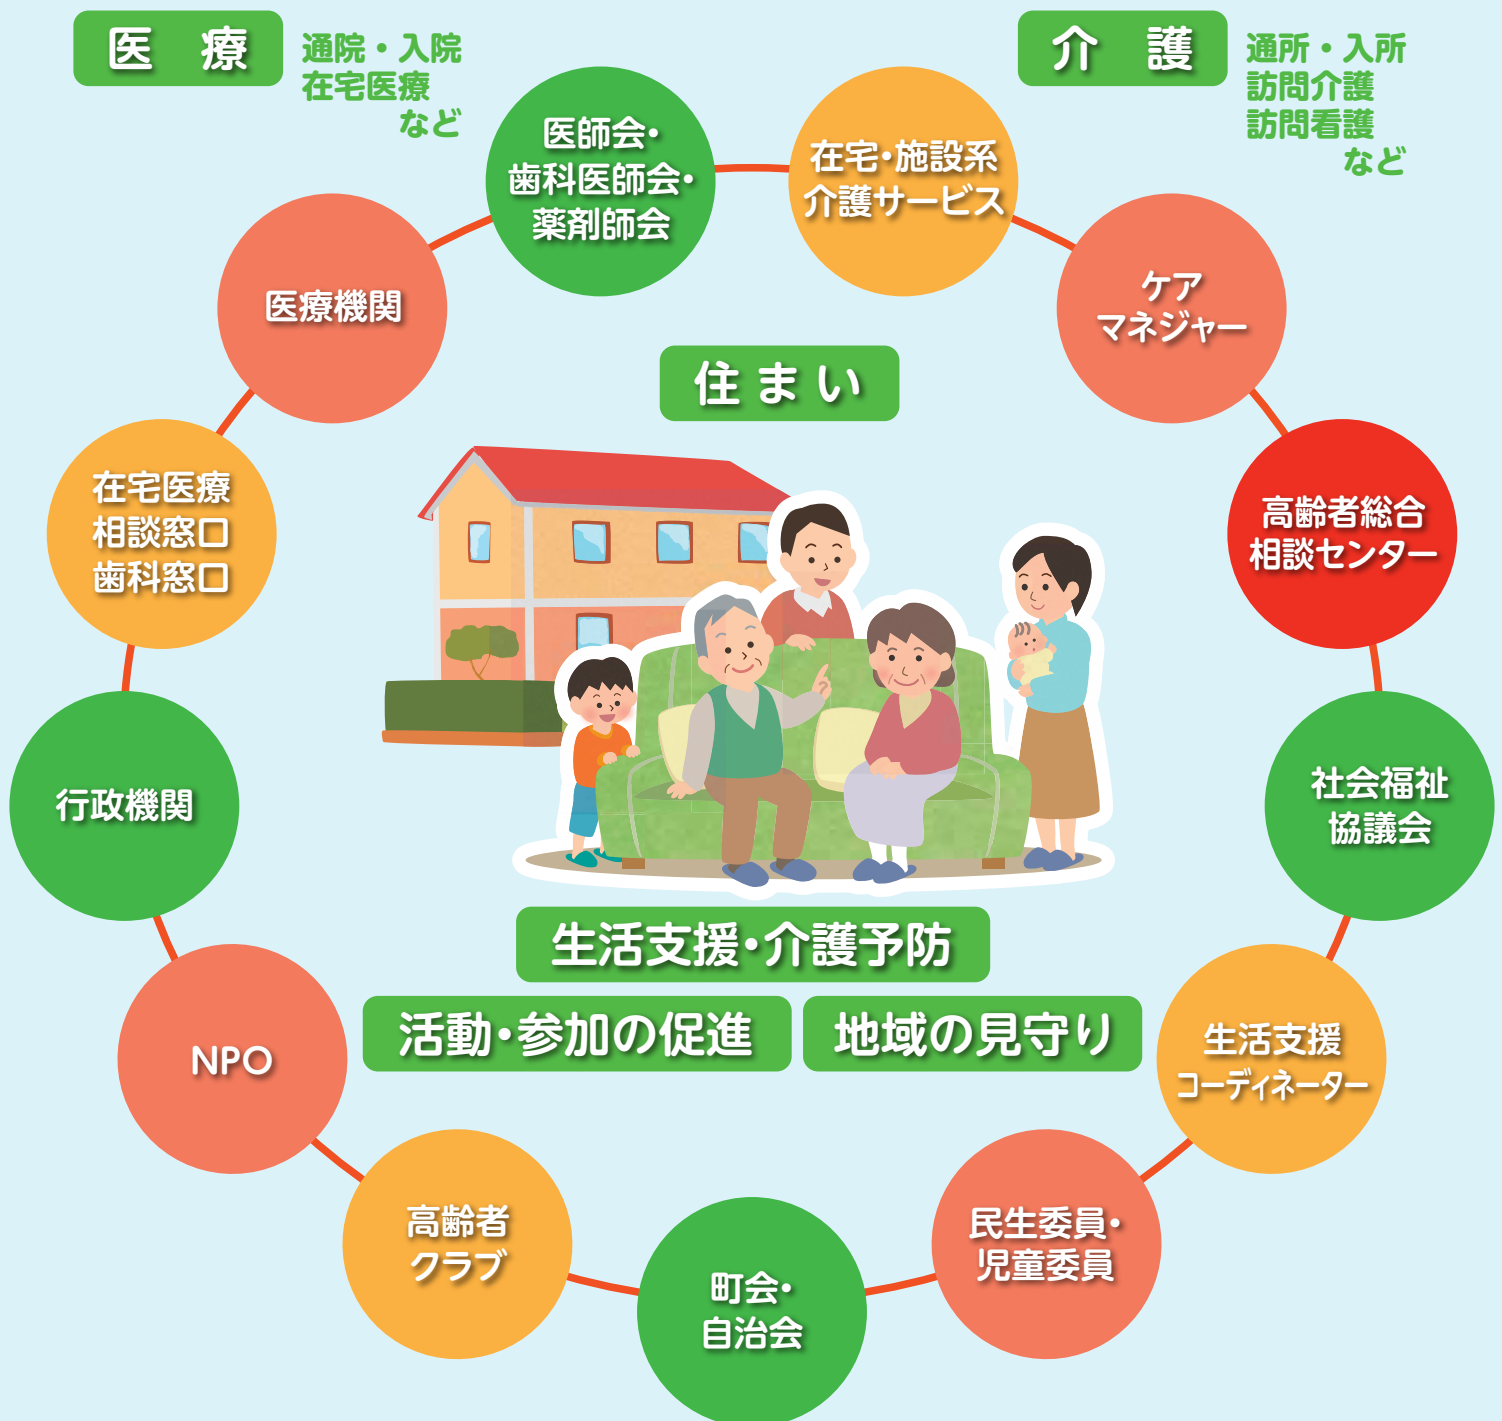 医　療
通院・入院
在宅医療
など
介　護
通所・入所
訪問介護
訪問看護
など
医師会・
歯科医師会・
薬剤師会
在宅・施設系
介護サービス
医療機関
ケア
マネジャー
住まい
在宅医療
相談窓口
歯科窓口
高齢者総合
相談センター
行政機関
社会福祉
協議会
生活支援・介護予防
活動・参加の促進
地域の見守り
NPO
生活支援
コーディネーター
高齢者
クラブ
民生委員・
児童委員
町会・
自治会